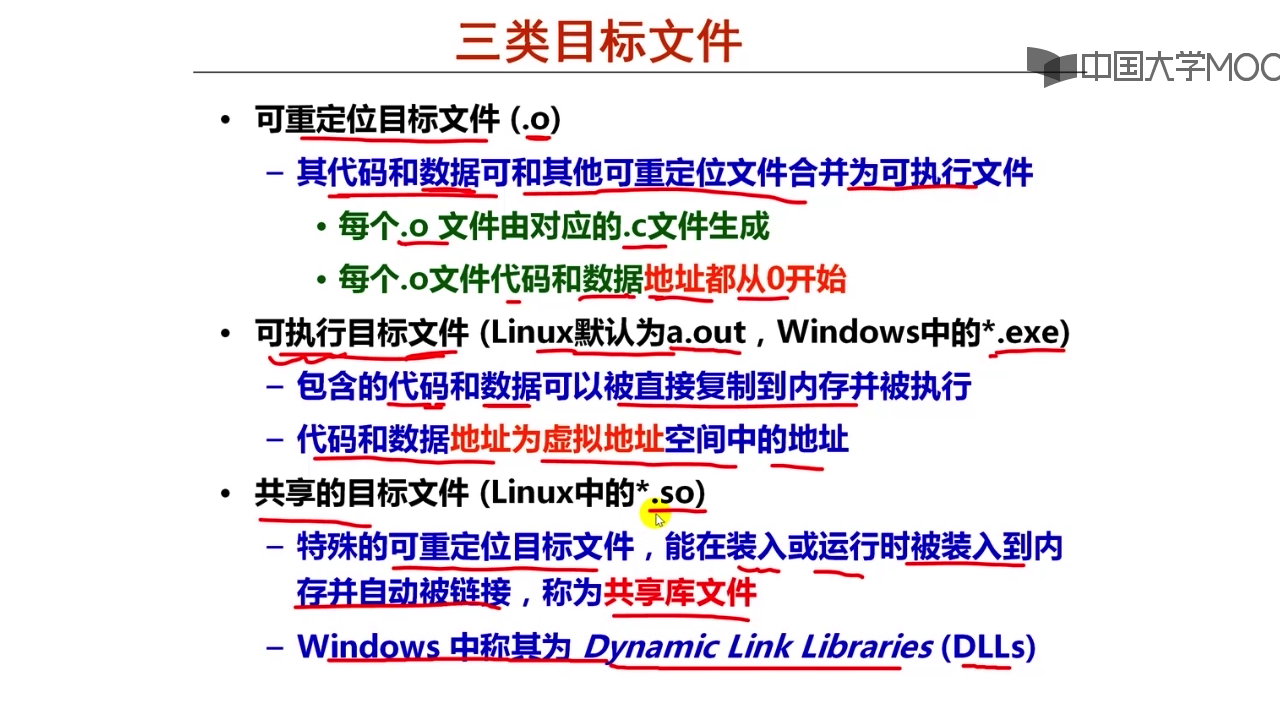 三类目标文件
中国大学MOO
• 可重定位目标文件 (.o)
– 其代码和数据可和其他可重定位文件合并为可执行文件
• 每个.o 文件由对应的.c文件生成
• 每个.o文件代码和数据地址都从0开始
• 可执行目标文件 (Linux默认为a.out，Windows中的*.exe)
– 包含的代码和数据可以被直接复制到内存并被执行
– 代码和数据地址为虚拟地址空间中的地址
• 共享的目标文件 (Linux中的*.so)
– 特殊的可重定位目标文件，能在装入或运行时被装入到内
存并自动被链接，称为共享库文件
– Windows 中称其为 Dynamic Link Libraries (DLLs)